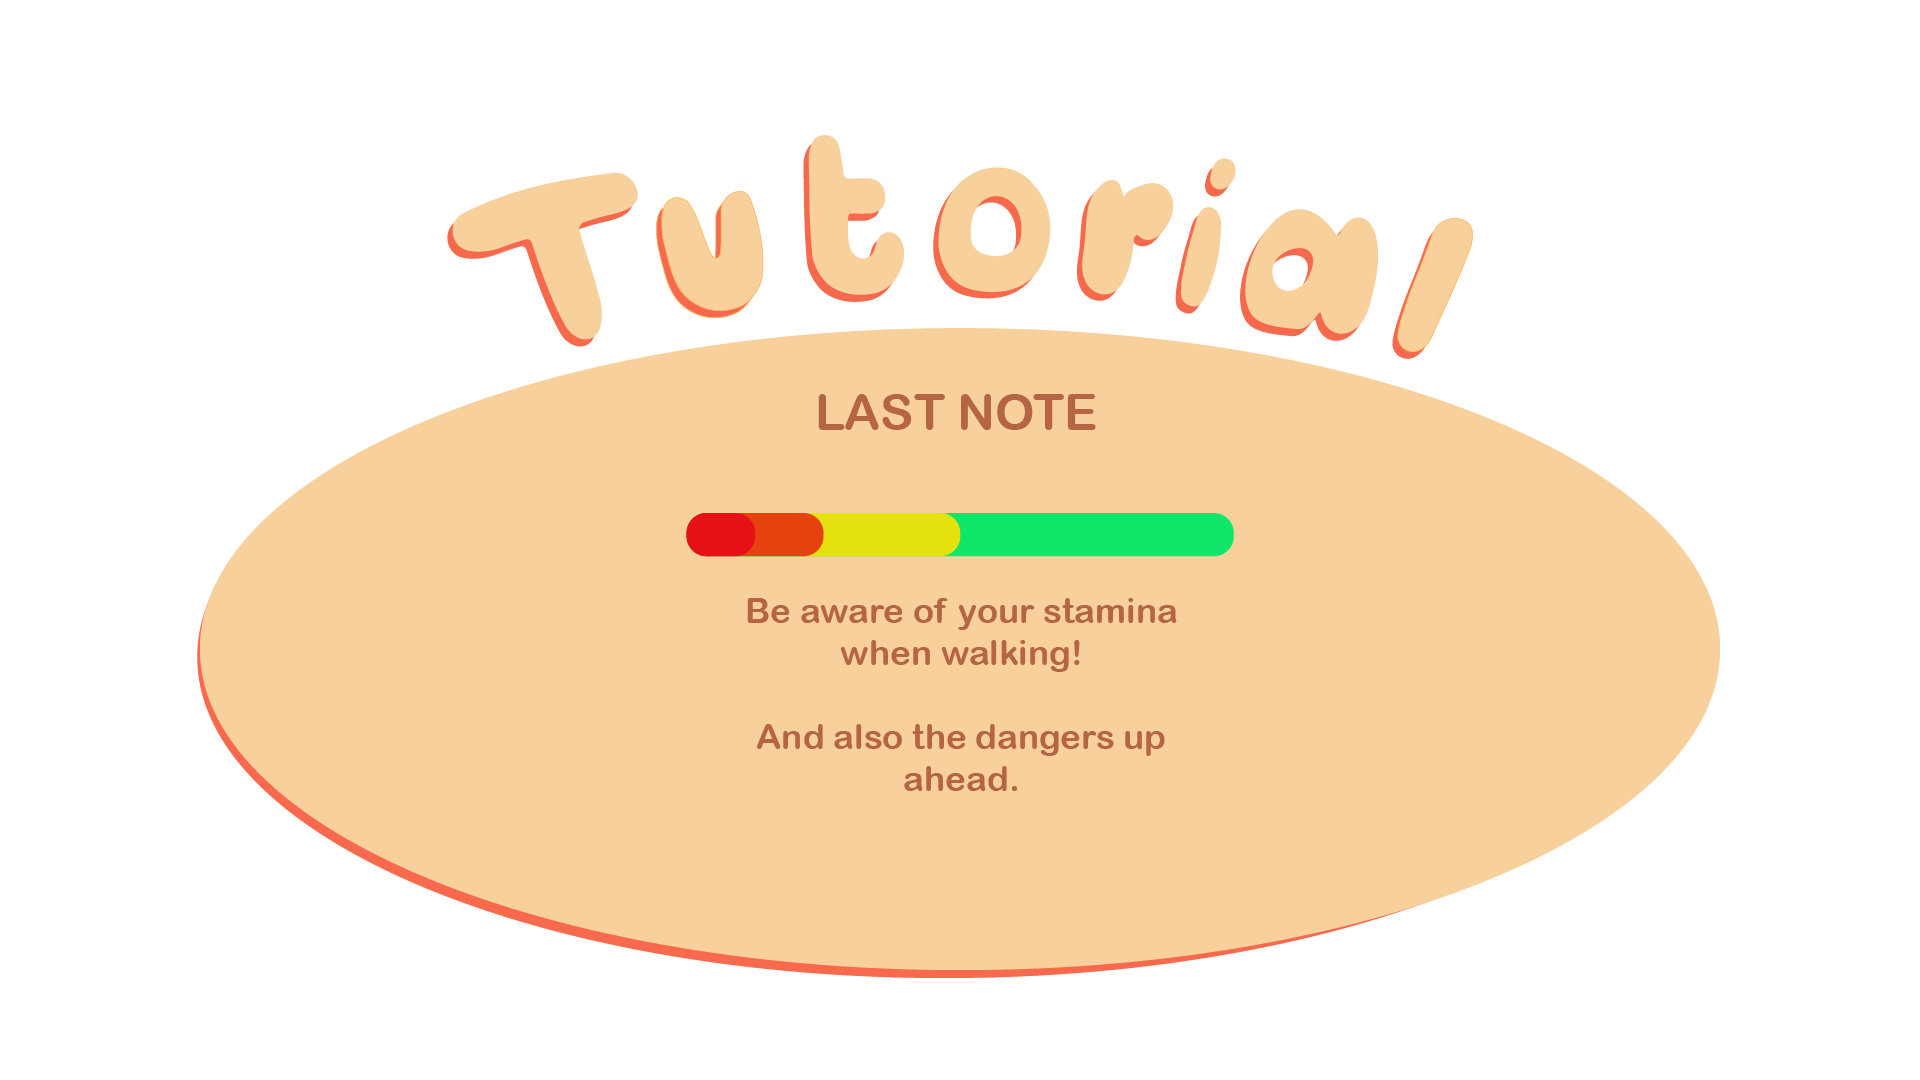 Tutorial
LAST NOTE
Be aware of your stamina
when walking!
And also the dangers up
ahead.